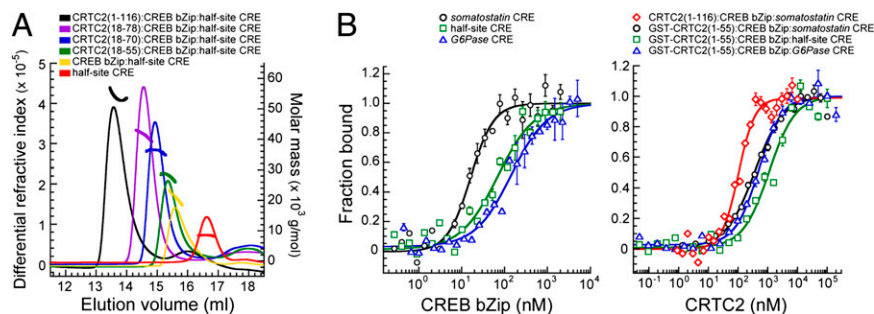 A
CRTC2(1-116):CREB bZip:half-site CRE
CRTC2(18-78):CREB bZip:half-site CRE
CRTC2(18-70):CREB bZip:half-site CRE
CRTC2(18-55):CREB bZip:half-site CRE
CREB bZip:half-site CRE
half-site CRE
Differential refractive index (x 10⁻⁵)
5
4
3
2
1
0
60
50
40
30
20
10
0
Molar mass (x 10³ g/mol)
12 13 14 15 16 17 18
Elution volume (ml)
B
somatostatin CRE
half-site CRE
G6Pase CRE
Fraction bound
1.2
1.0
0.8
0.6
0.4
0.2
0
10⁰ 10¹ 10² 10³ 10⁴
CREB bZip (nM)
CRTC2(1-116):CREB bZip:somatostatin CRE
GST-CRTC2(1-55):CREB bZip:somatostatin CRE
GST-CRTC2(1-55):CREB bZip:half-site CRE
GST-CRTC2(1-55):CREB bZip:G6Pase CRE
1.2
1.0
0.8
0.6
0.4
0.2
0
10⁻¹ 10⁰ 10¹ 10² 10³ 10⁴ 10⁵
CRTC2 (nM)